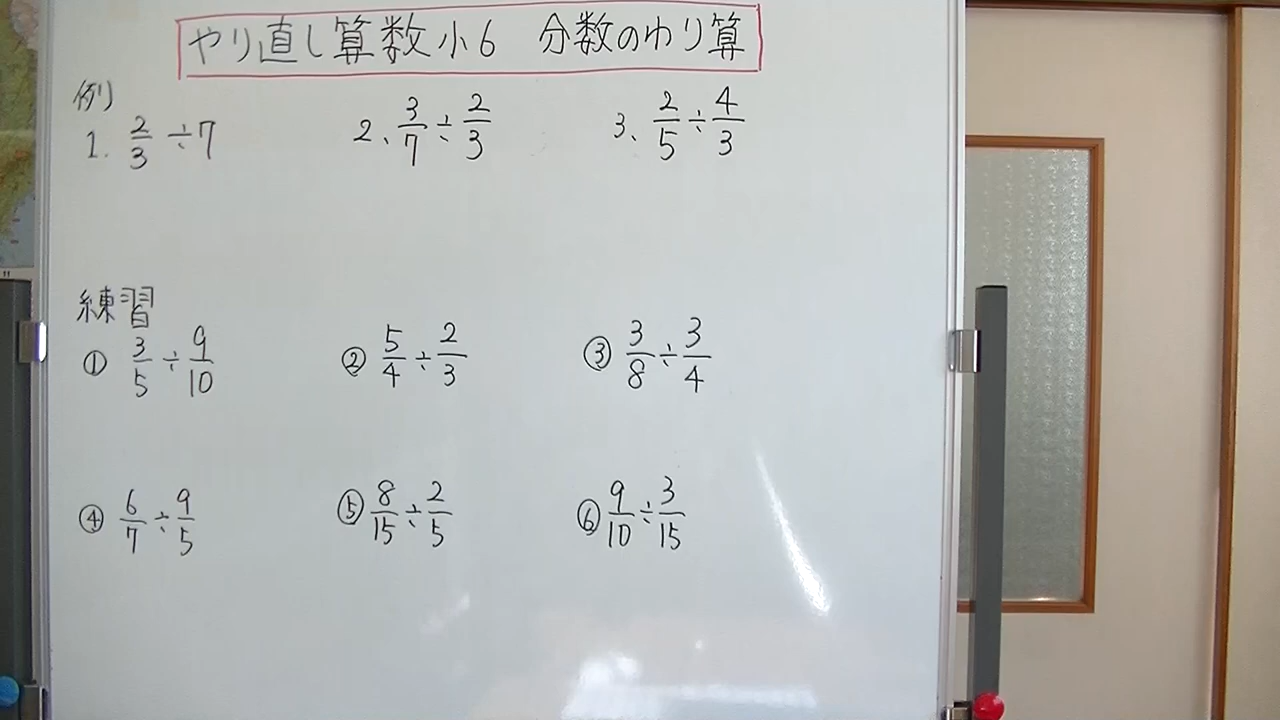 やり直し算数小6 分数のわり算
例)
1. 2/3 ÷7 2、3/7 ÷ 2/3 3、2/5 ÷ 4/3
練習
① 3/5 ÷ 9/10 ② 5/4 ÷ 2/3 ③ 3/8 ÷ 3/4
④ 6/7 ÷ 9/5 ⑤ 8/15 ÷ 2/5 ⑥ 9/10 ÷ 3/15